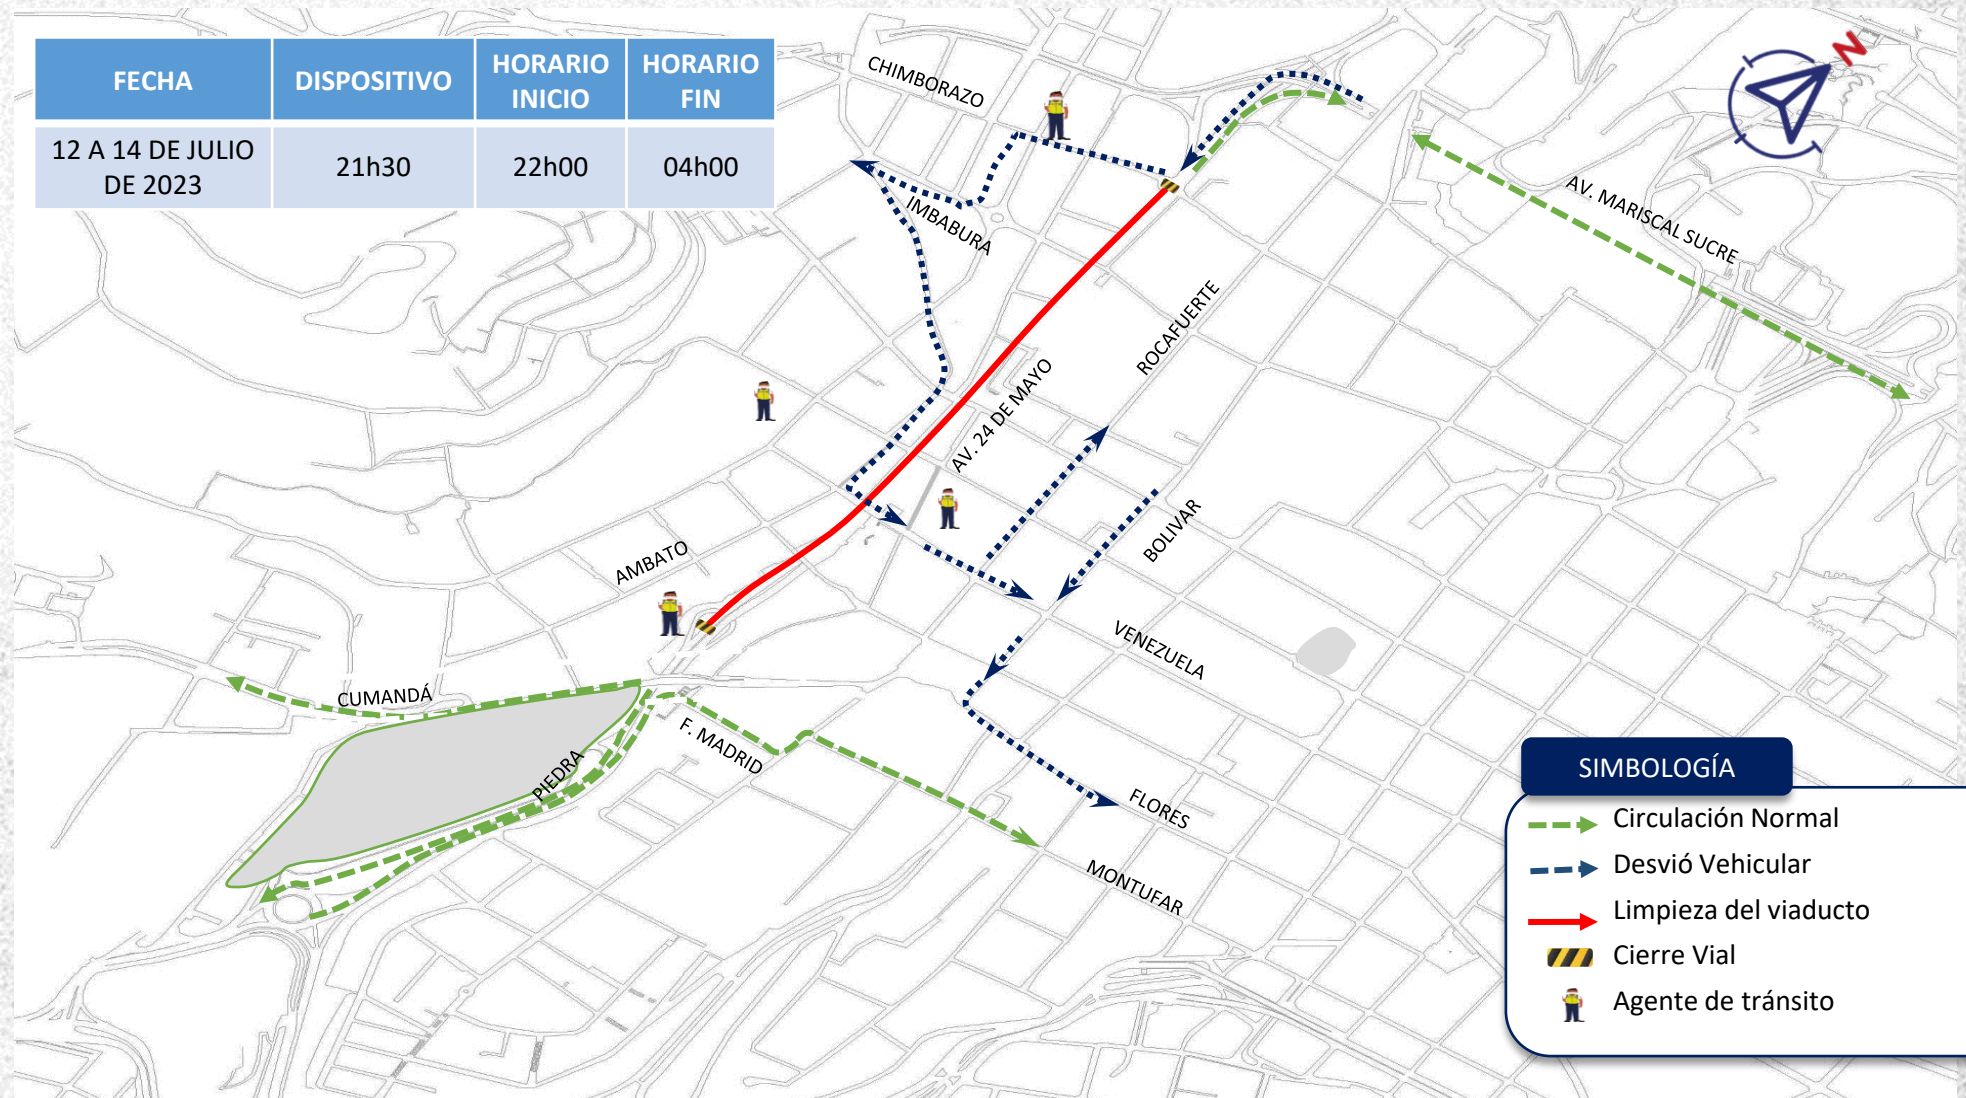 FECHA
DISPOSITIVO
HORARIO
INICIO
HORARIO
FIN
12 A 14 DE JULIO
DE 2023
21h30
22h00
04h00
N
CHIMBORAZO
IMBABURA
AV. MARISCAL SUCRE
ROCAFUERTE
AV. 24 DE MAYO
BOLIVAR
AMBATO
VENEZUELA
CUMANDÁ
F. MADRID
PIEDRA
FLORES
MONTUFAR
SIMBOLOGÍA
Circulación Normal
Desvió Vehicular
Limpieza del viaducto
Cierre Vial
Agente de tránsito